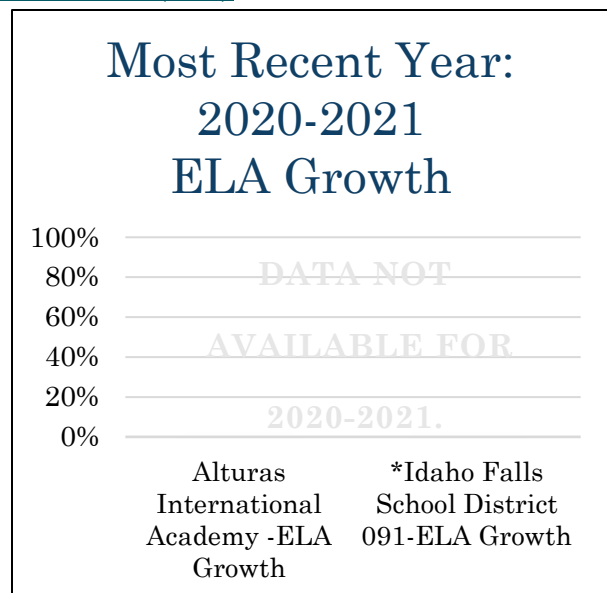 Most Recent Year:
2020-2021
ELA Growth
100%
80%
60%
40%
20%
0%
DATA NOT
AVAILABLE FOR
2020-2021.
Alturas
International
Academy -ELA
Growth
*Idaho Falls
School District
091-ELA Growth